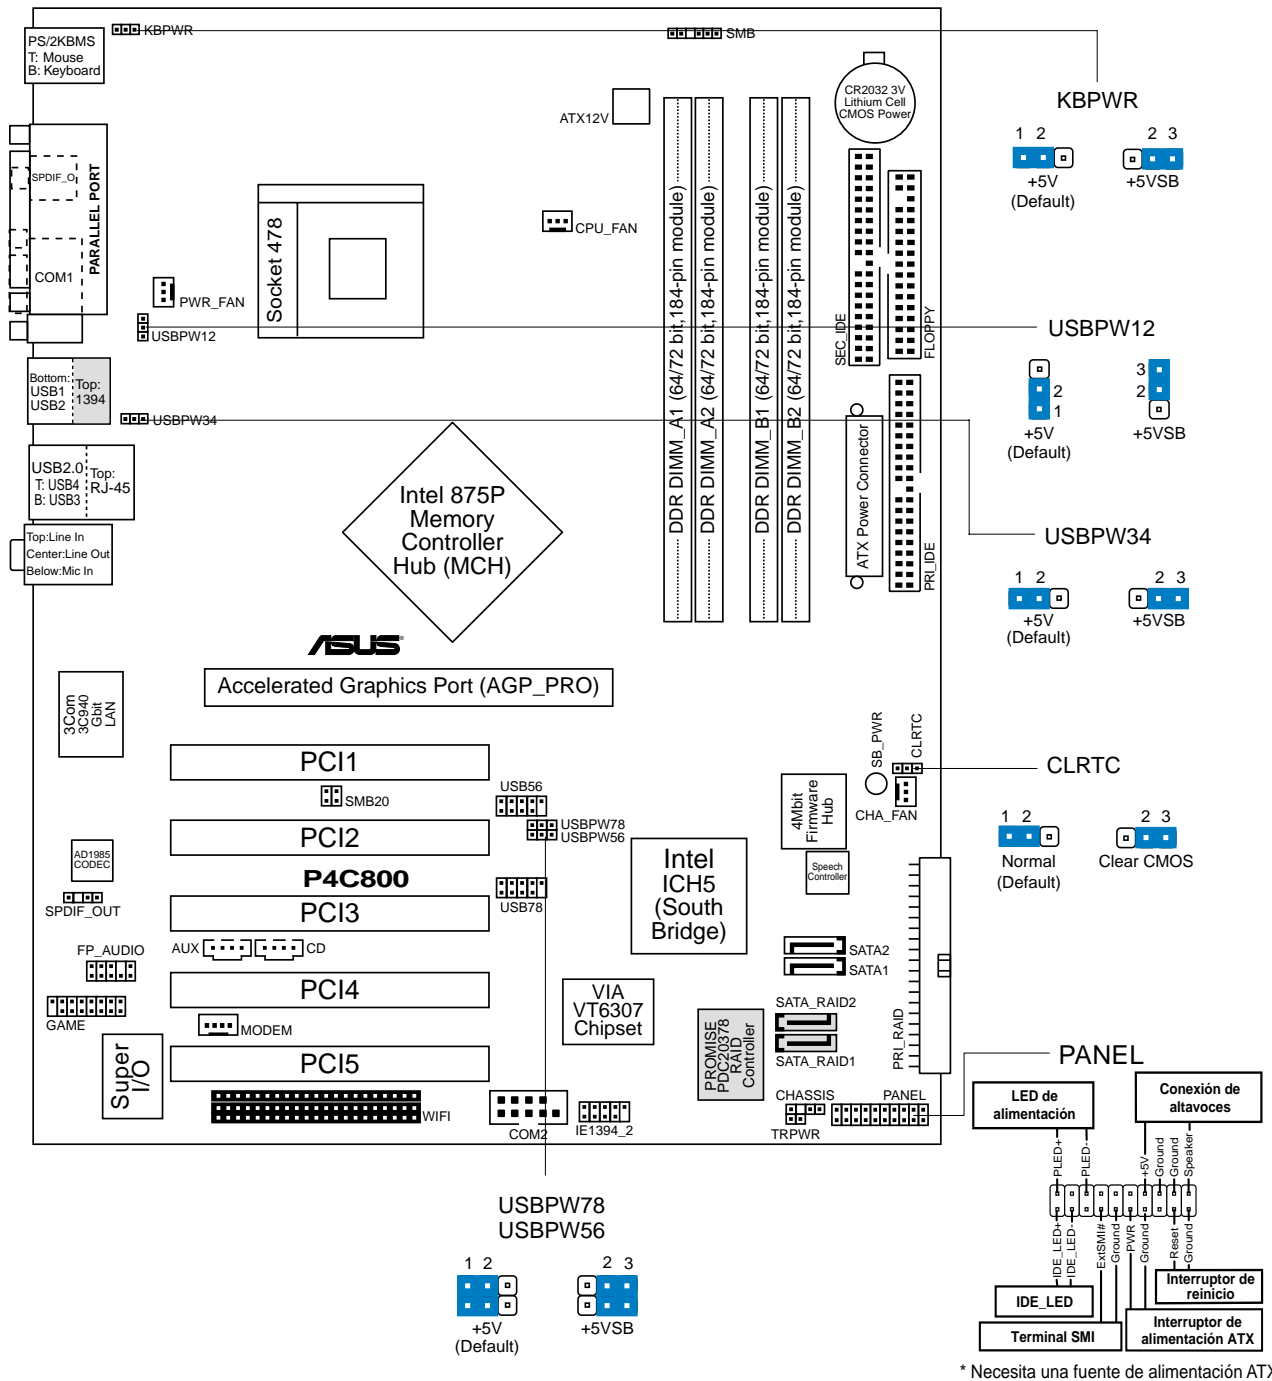 KBPWR
SMB
PS/2KBMS
T: Mouse
B: Keyboard
CR2032 3V
Lithium Cell
CMOS Power
ATX12V
KBPWR
1 2
+5V
(Default)
2 3
+5VSB
SPDIF_O
PARALLEL PORT
COM1
Socket 478
CPU_FAN
PWR_FAN
USBPW12
DDR DIMM_A1 (64/72 bit,184-pin module)
DDR DIMM_A2 (64/72 bit,184-pin module)
DDR DIMM_B1 (64/72 bit,184-pin module)
DDR DIMM_B2 (64/72 bit,184-pin module)
SEC_IDE
FLOPPY
USBPW12
2
1
+5V
(Default)
3
2
+5VSB
Bottom:
USB1
USB2
Top:
1394
USBPW34
USB2.0
T: USB4
B: USB3
Top:
RJ-45
Top:Line In
Center:Line Out
Below:Mic In
Intel 875P
Memory
Controller
Hub (MCH)
ATX Power Connector
PRI_IDE
USBPW34
1 2
+5V
(Default)
2 3
+5VSB
ASUS
Accelerated Graphics Port (AGP_PRO)
3Com
3C940
Gbit
LAN
PCI1
SMB20
USB56
USBPW78
USBPW56
PCI2
4Mbit
Firmware
Hub
SB_PWR
CLRTC
CHA_FAN
CLRTC
1 2
Normal
(Default)
2 3
Clear CMOS
AD1985
CODEC
P4C800
Intel
ICH5
(South
Bridge)
Speech
Controller
SPDIF_OUT
PCI3
USB78
AUX
CD
FP_AUDIO
SATA2
SATA1
GAME
PCI4
VIA
VT6307
Chipset
SATA_RAID2
SATA_RAID1
PRI_RAID
PROMISE
PDC20378
RAID
Controller
MODEM
Super
I/O
PCI5
WIFI
COM2
IE1394_2
CHASSIS
TRPWR
PANEL
PANEL
LED de
alimentación
Conexión de
altavoces
PLED+
PLED-
+5V
Ground
Ground
Speaker
IDE_LED+
IDE_LED-
ExtSMI#
Ground
PWR
Ground
Reset
Ground
IDE_LED
Interruptor de
reinicio
Terminal SMI
Interruptor de
alimentación ATX
USBPW78
USBPW56
1 2
+5V
(Default)
2 3
+5VSB
* Necesita una fuente de alimentación ATX